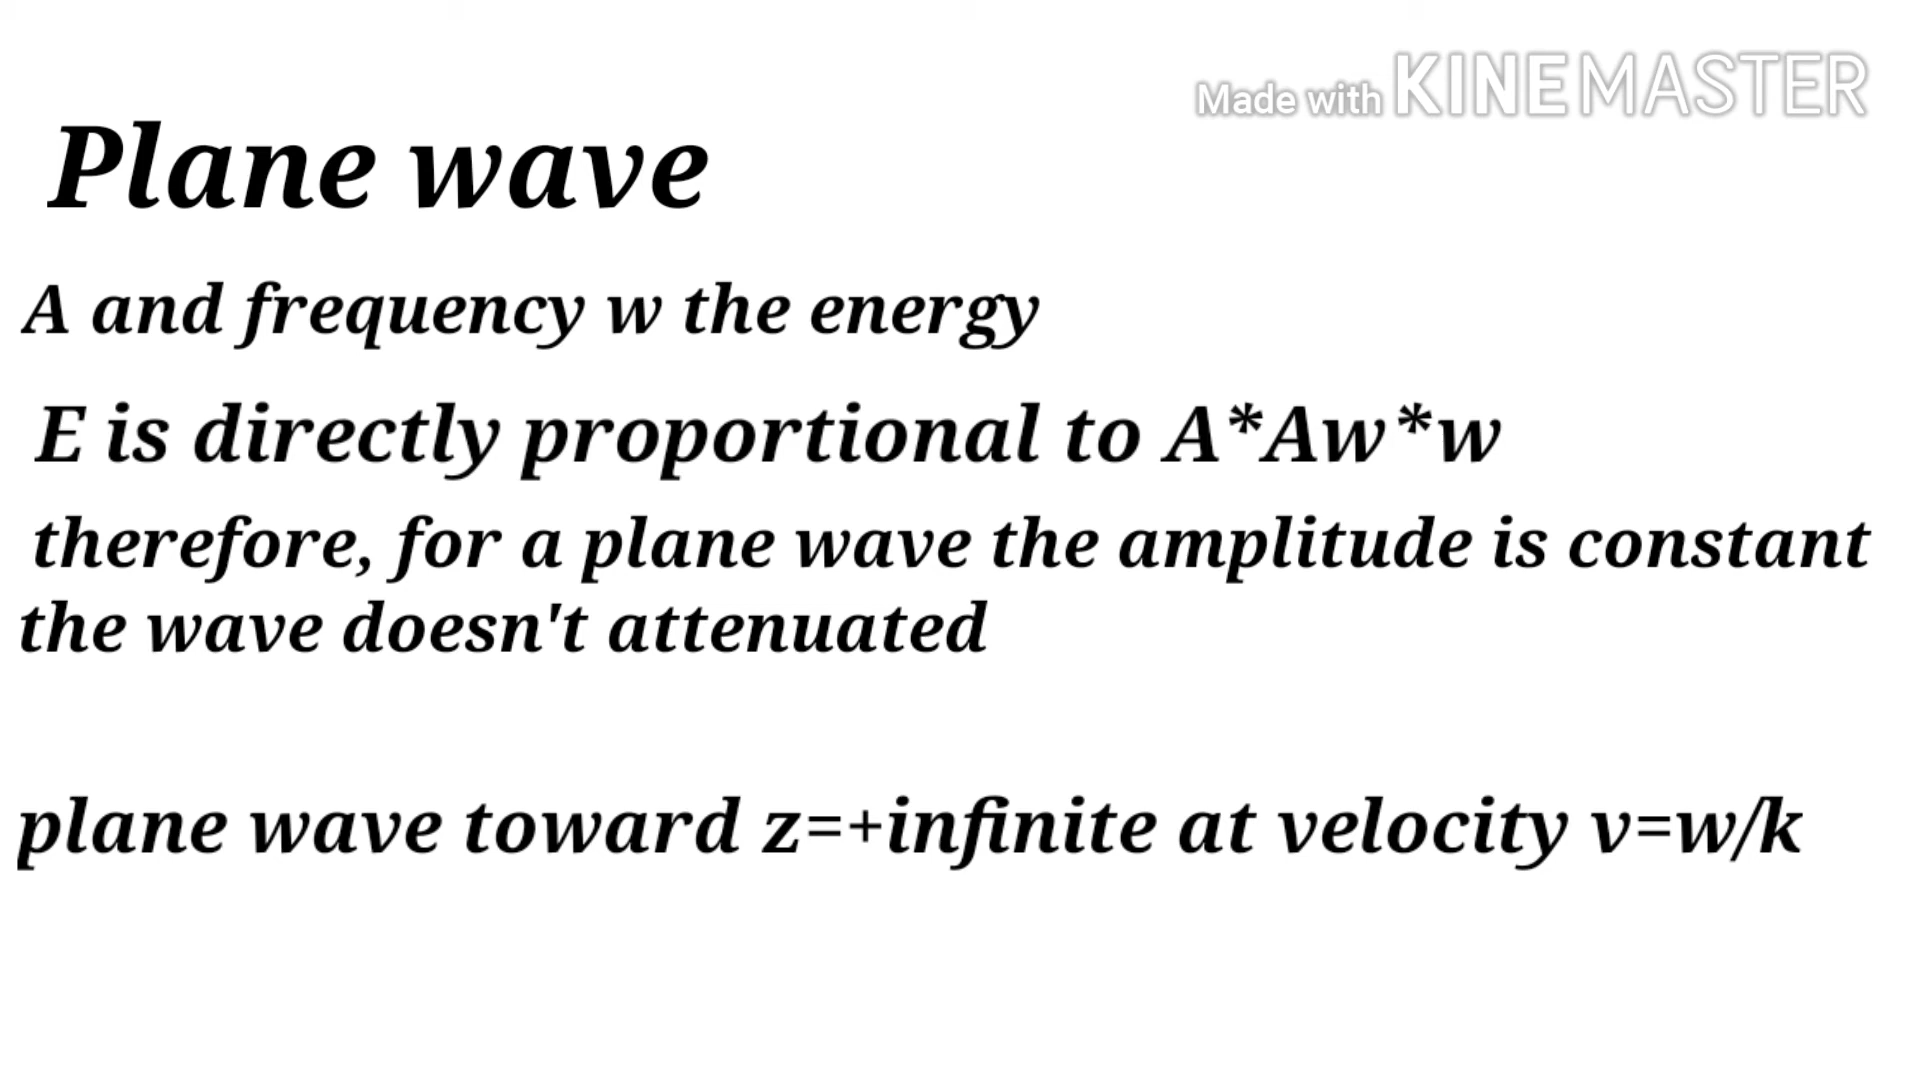 Made with KINEMASTER
Plane wave
A and frequency w the energy
E is directly proportional to A*Aw*w
therefore, for a plane wave the amplitude is constant
the wave doesn't attenuated
plane wave toward z=+infinite at velocity v=w/k